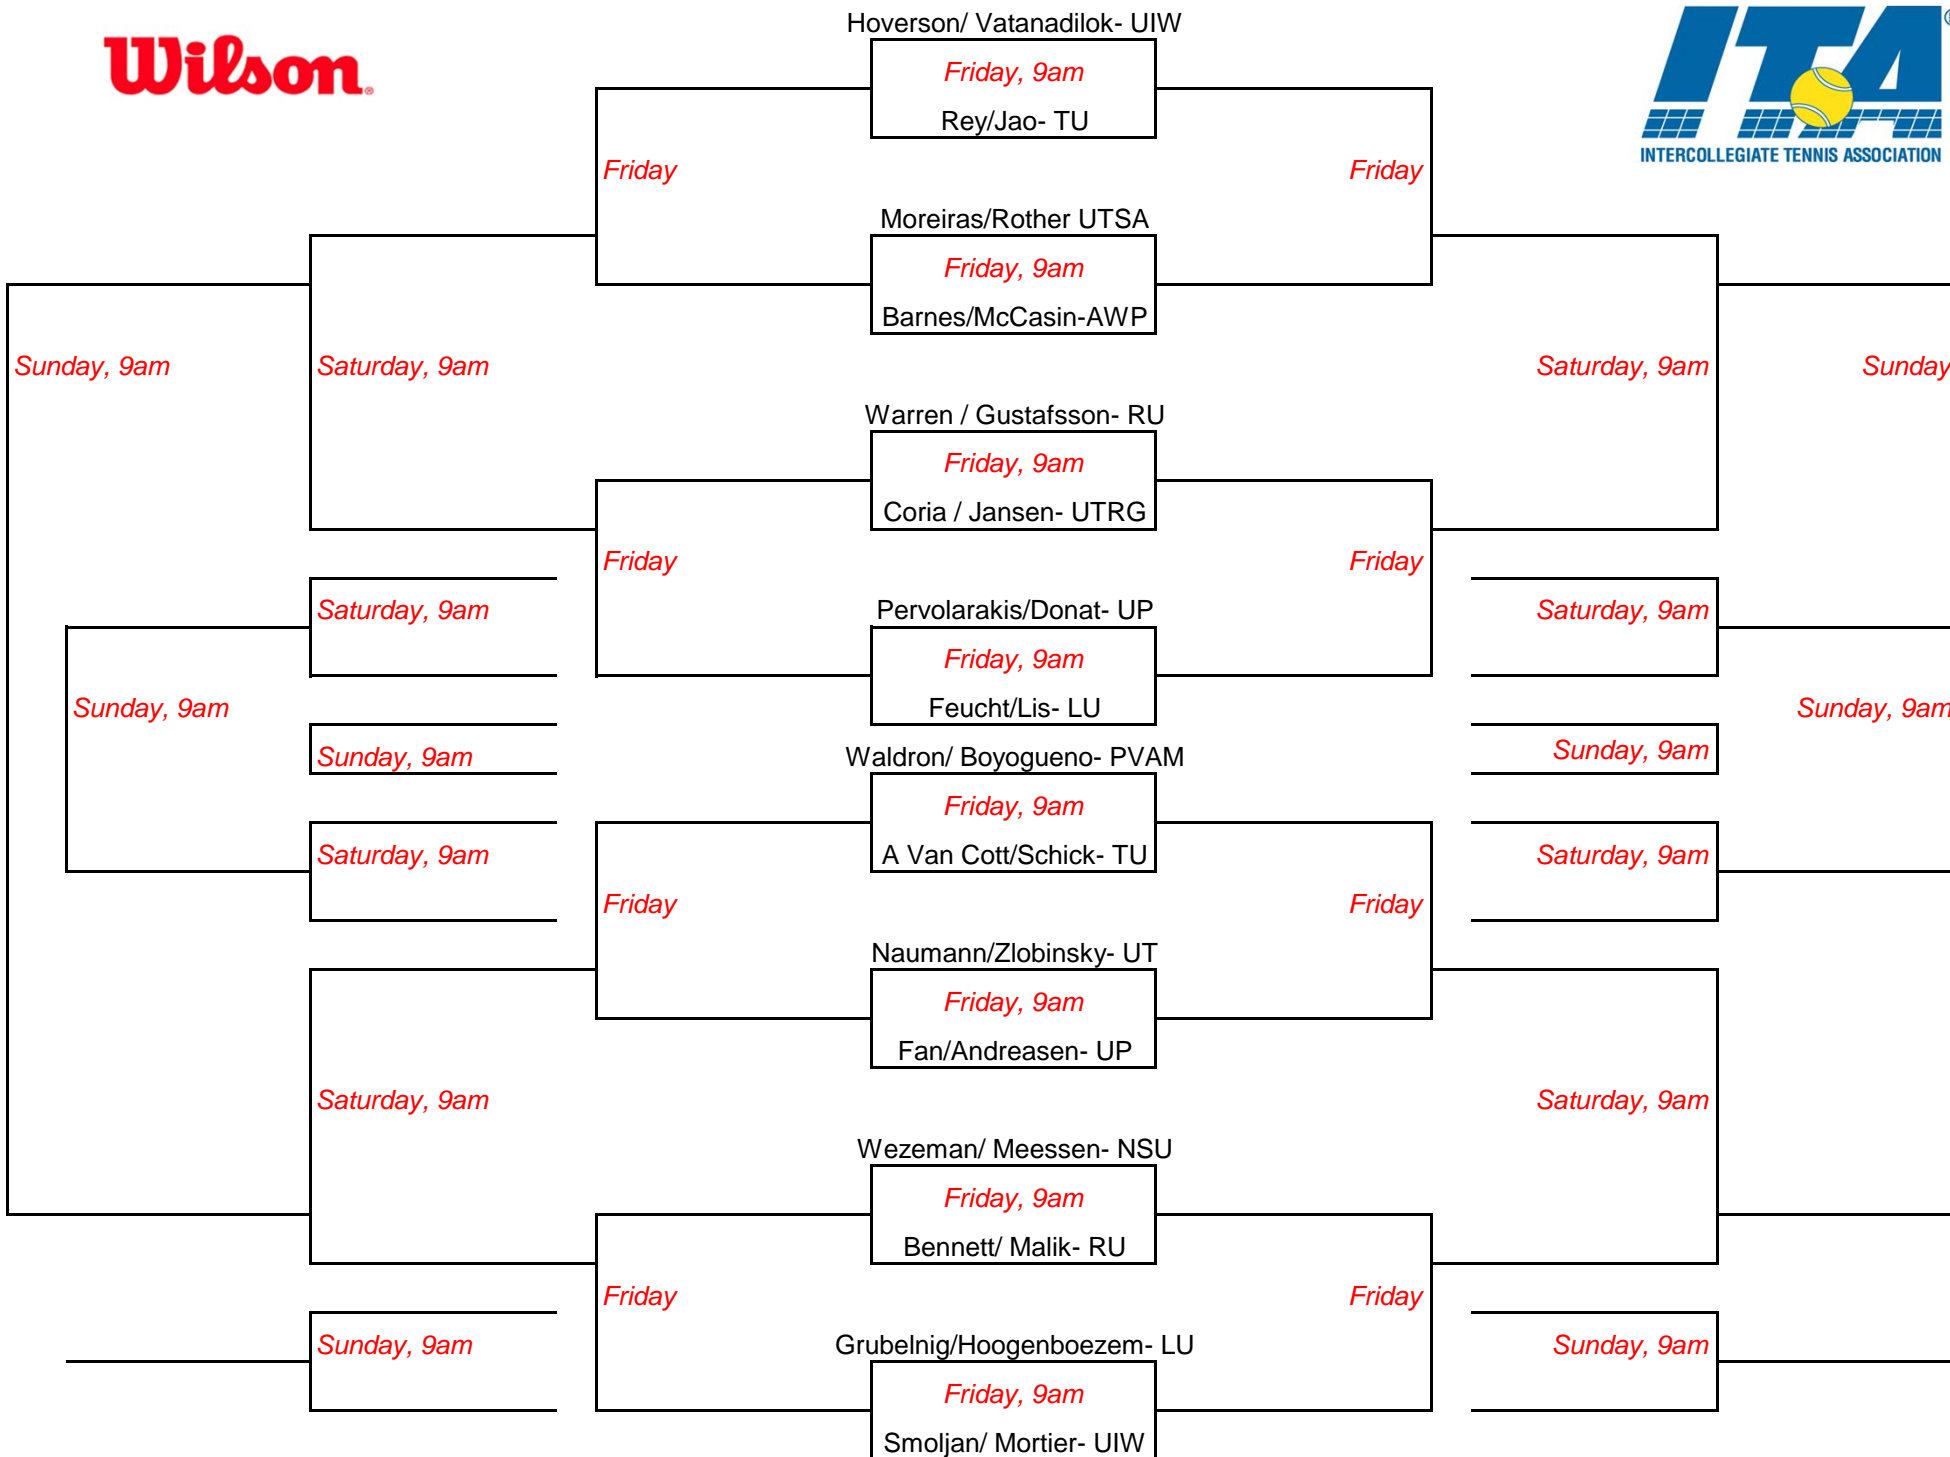 Hoverson/ Vatanadilok- UIW
Wilson
Friday, 9am
Rey/Jao- TU
INTERCOLLEGIATE TENNIS ASSOCIATION
ITA
Friday
Friday
Moreiras/Rother UTSA
Friday, 9am
Barnes/McCasin-AWP
Sunday, 9am
Saturday, 9am
Saturday, 9am
Sunday
Warren / Gustafsson- RU
Friday, 9am
Coria / Jansen- UTRG
Friday
Friday
Saturday, 9am
Pervolarakis/Donat- UP
Saturday, 9am
Friday, 9am
Sunday, 9am
Feucht/Lis- LU
Sunday, 9am
Sunday, 9am
Waldron/ Boyogueno- PVAM
Sunday, 9am
Friday, 9am
Saturday, 9am
A Van Cott/Schick- TU
Saturday, 9am
Friday
Friday
Naumann/Zlobinsky- UT
Friday, 9am
Fan/Andreasen- UP
Saturday, 9am
Saturday, 9am
Wezeman/ Meessen- NSU
Friday, 9am
Bennett/ Malik- RU
Friday
Friday
Sunday, 9am
Grubelnig/Hoogenboezem- LU
Sunday, 9am
Friday, 9am
Smoljan/ Mortier- UIW